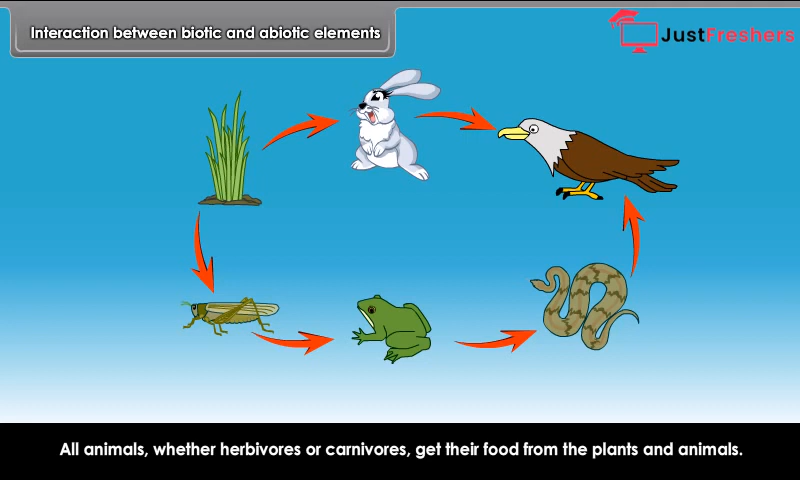 Interaction between biotic and abiotic elements
JustFreshers
All animals, whether herbivores or carnivores, get their food from the plants and animals.